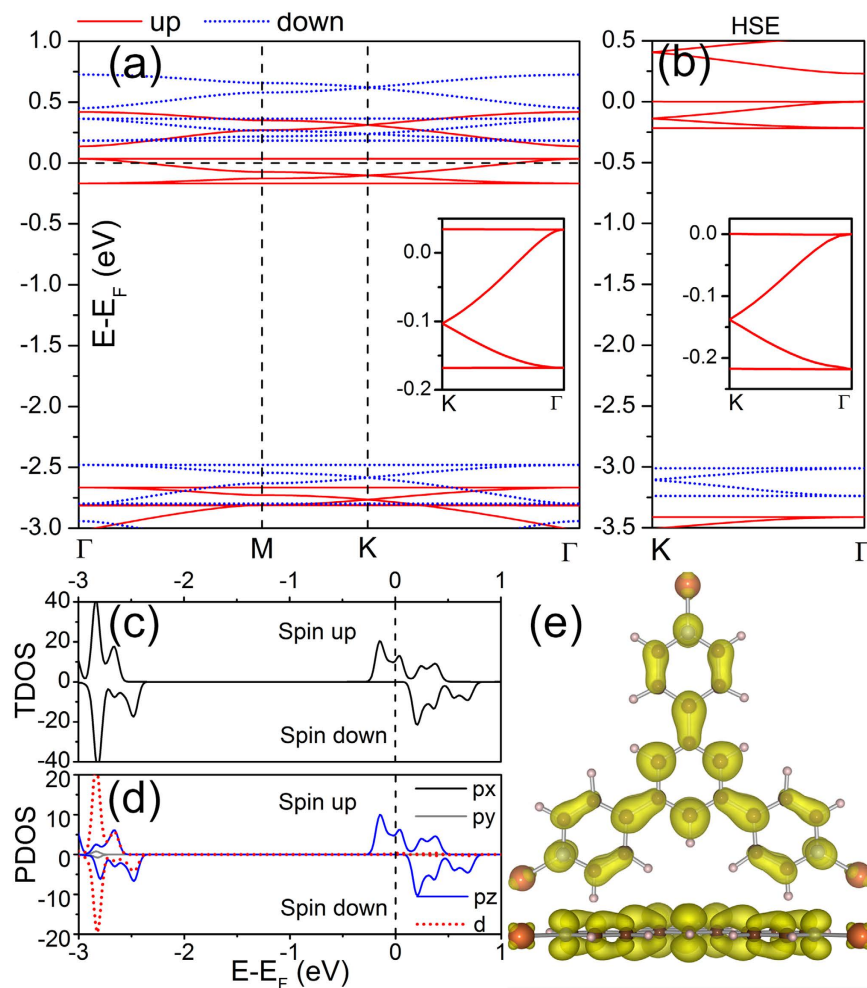 up down
HSE
(a) (b)
1.0 0.5
0.5 0.0
0.0 -0.5
-0.5 -1.0
-1.0 -1.5
-1.5 -2.0
-2.0 -2.5
-2.5 -3.0
-3.0 -3.5
E-E_F (eV)
0.0 0.0
-0.1 -0.1
-0.2 -0.2
K Γ K Γ
Γ M K Γ K Γ
-3 -2 -1 0 1
(c) (e)
40
20
0
-20
-40
TDOS
Spin up
Spin down
(d)
20
10
0
-10
-20
PDOS
Spin up
Spin down
px
py
pz
d
-3 -2 -1 0 1
E-E_F (eV)